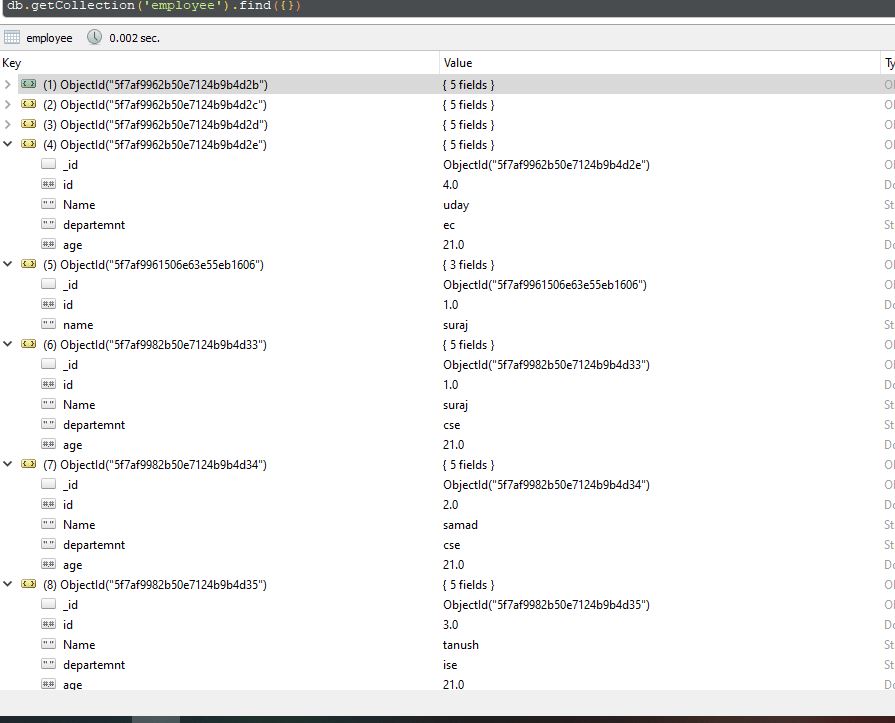 db.getCollection('employee').find({})
employee 0.002 sec.
Key Value Ty
(1) ObjectId("5f7af9962b50e7124b9b4d2b") { 5 fields } Ol
(2) ObjectId("5f7af9962b50e7124b9b4d2c") { 5 fields } Ol
(3) ObjectId("5f7af9962b50e7124b9b4d2d") { 5 fields } Ol
(4) ObjectId("5f7af9962b50e7124b9b4d2e") { 5 fields } Ol
_id ObjectId("5f7af9962b50e7124b9b4d2e") Ol
#.# id 4.0 Do
" " Name uday St
" " departemnt ec St
#.# age 21.0 Do
(5) ObjectId("5f7af9961506e63e55eb1606") { 3 fields } Ol
_id ObjectId("5f7af9961506e63e55eb1606") Ol
#.# id 1.0 Do
" " name suraj St
(6) ObjectId("5f7af9982b50e7124b9b4d33") { 5 fields } Ol
_id ObjectId("5f7af9982b50e7124b9b4d33") Ol
#.# id 1.0 Do
" " Name suraj St
" " departemnt cse St
#.# age 21.0 Do
(7) ObjectId("5f7af9982b50e7124b9b4d34") { 5 fields } Ol
_id ObjectId("5f7af9982b50e7124b9b4d34") Ol
#.# id 2.0 Do
" " Name samad St
" " departemnt cse St
#.# age 21.0 Do
(8) ObjectId("5f7af9982b50e7124b9b4d35") { 5 fields } Ol
_id ObjectId("5f7af9982b50e7124b9b4d35") Ol
#.# id 3.0 Do
" " Name tanush St
" " departemnt ise St
#.# age 21.0 Do